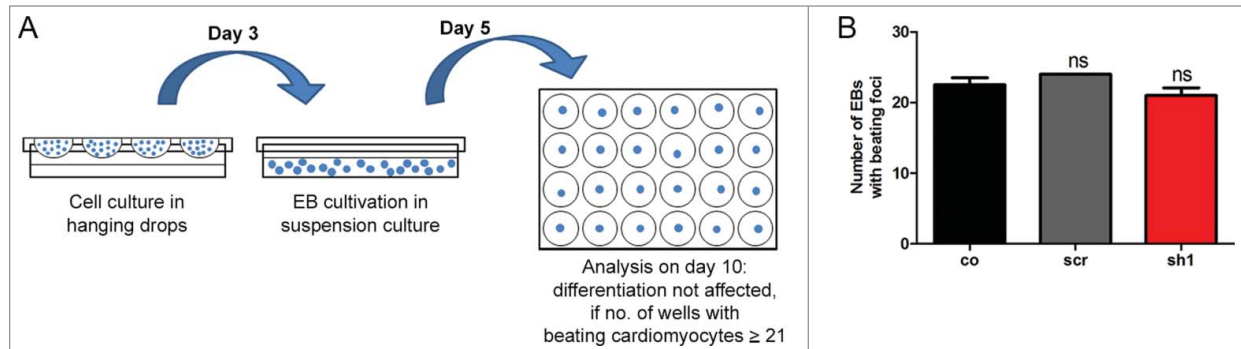 A
Day 3
Day 5
Cell culture in
hanging drops
EB cultivation in
suspension culture
Analysis on day 10:
differentiation not affected,
if no. of wells with
beating cardiomyocytes ≥ 21
B
Number of EBs
with beating foci
30
20
10
0
ns
ns
co
scr
sh1